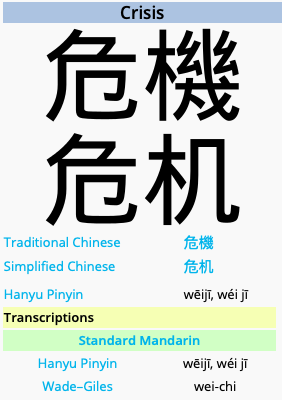 Crisis
危機
危机
Traditional Chinese 危機
Simplified Chinese 危机
Hanyu Pinyin wēijī, wéi jī
Transcriptions
Standard Mandarin
Hanyu Pinyin wēijī, wéi jī
Wade–Giles wei-chi